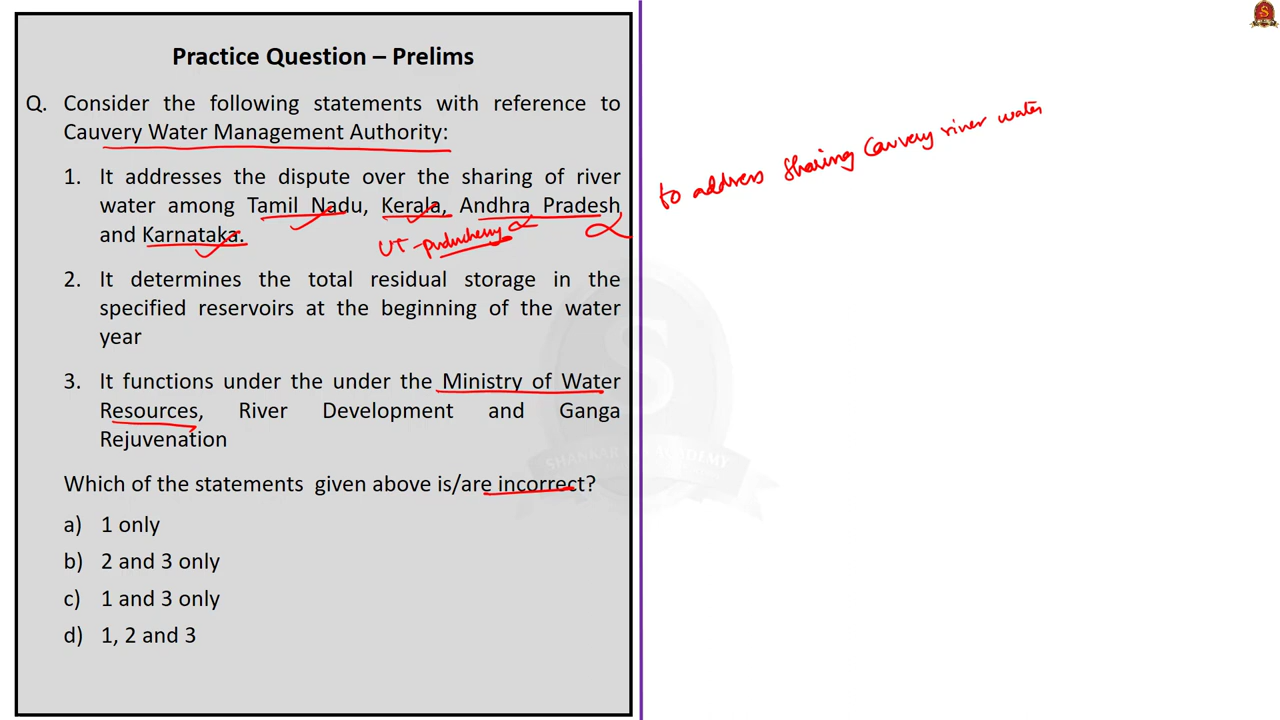 Practice Question – Prelims
Q. Consider the following statements with reference to
Cauvery Water Management Authority:
1. It addresses the dispute over the sharing of river
water among Tamil Nadu, Kerala, Andhra Pradesh
and Karnataka.
UT - Puducherry
2. It determines the total residual storage in the
specified reservoirs at the beginning of the water
year
3. It functions under the under the Ministry of Water
Resources, River Development and Ganga
Rejuvenation
Which of the statements given above is/are incorrect?
a) 1 only
b) 2 and 3 only
c) 1 and 3 only
d) 1, 2 and 3
to address sharing Cauvery river water
SHANKAR IAS ACADEMY